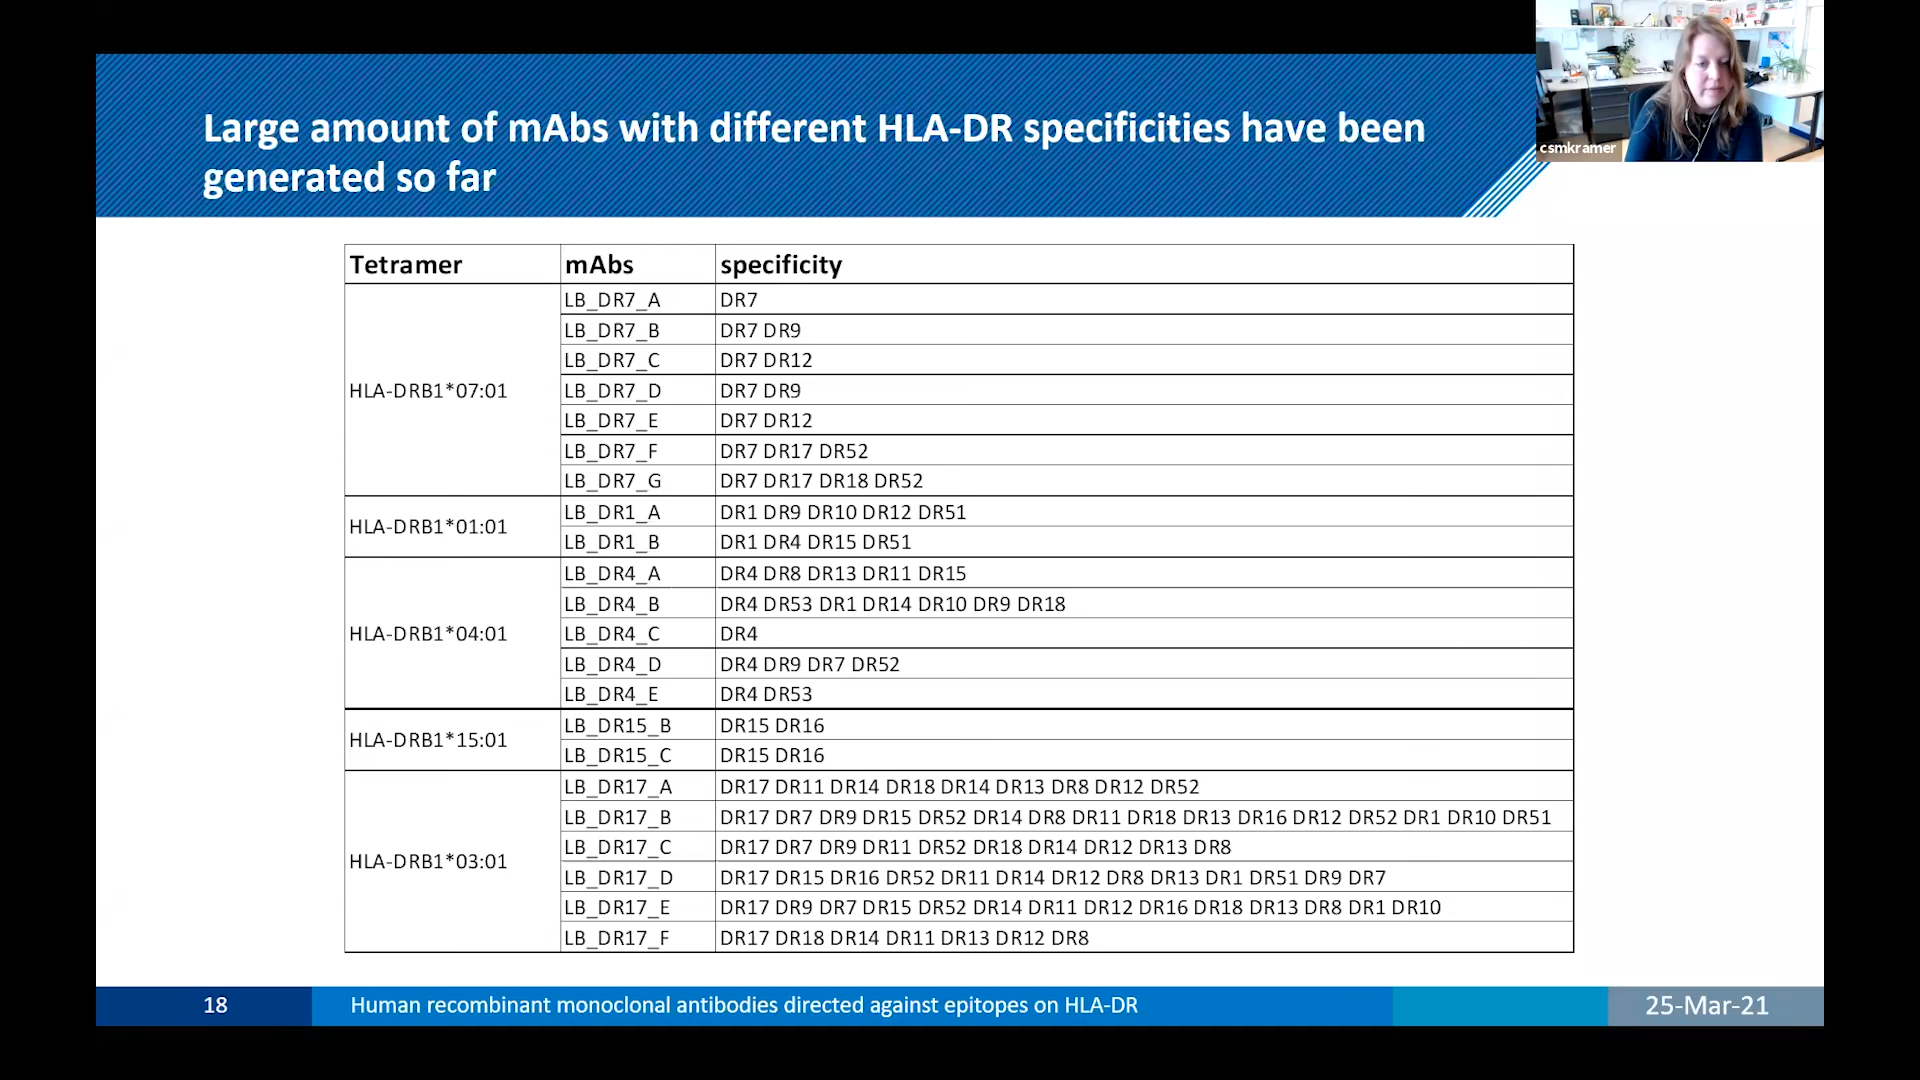 csmkramer
Large amount of mAbs with different HLA-DR specificities have been
generated so far
Tetramer mAbs specificity
HLA-DRB1*07:01
LB_DR7_A DR7
LB_DR7_B DR7 DR9
LB_DR7_C DR7 DR12
LB_DR7_D DR7 DR9
LB_DR7_E DR7 DR12
LB_DR7_F DR7 DR17 DR52
LB_DR7_G DR7 DR17 DR18 DR52
HLA-DRB1*01:01
LB_DR1_A DR1 DR9 DR10 DR12 DR51
LB_DR1_B DR1 DR4 DR15 DR51
HLA-DRB1*04:01
LB_DR4_A DR4 DR8 DR13 DR11 DR15
LB_DR4_B DR4 DR53 DR1 DR14 DR10 DR9 DR18
LB_DR4_C DR4
LB_DR4_D DR4 DR9 DR7 DR52
LB_DR4_E DR4 DR53
HLA-DRB1*15:01
LB_DR15_B DR15 DR16
LB_DR15_C DR15 DR16
HLA-DRB1*03:01
LB_DR17_A DR17 DR11 DR14 DR18 DR14 DR13 DR8 DR12 DR52
LB_DR17_B DR17 DR7 DR9 DR15 DR52 DR14 DR8 DR11 DR18 DR13 DR16 DR12 DR52 DR1 DR10 DR51
LB_DR17_C DR17 DR7 DR9 DR11 DR52 DR18 DR14 DR12 DR13 DR8
LB_DR17_D DR17 DR15 DR16 DR52 DR11 DR14 DR12 DR8 DR13 DR1 DR51 DR9 DR7
LB_DR17_E DR17 DR9 DR7 DR15 DR52 DR14 DR11 DR12 DR16 DR18 DR13 DR8 DR1 DR10
LB_DR17_F DR17 DR18 DR14 DR11 DR13 DR12 DR8
18 Human recombinant monoclonal antibodies directed against epitopes on HLA-DR 25-Mar-21